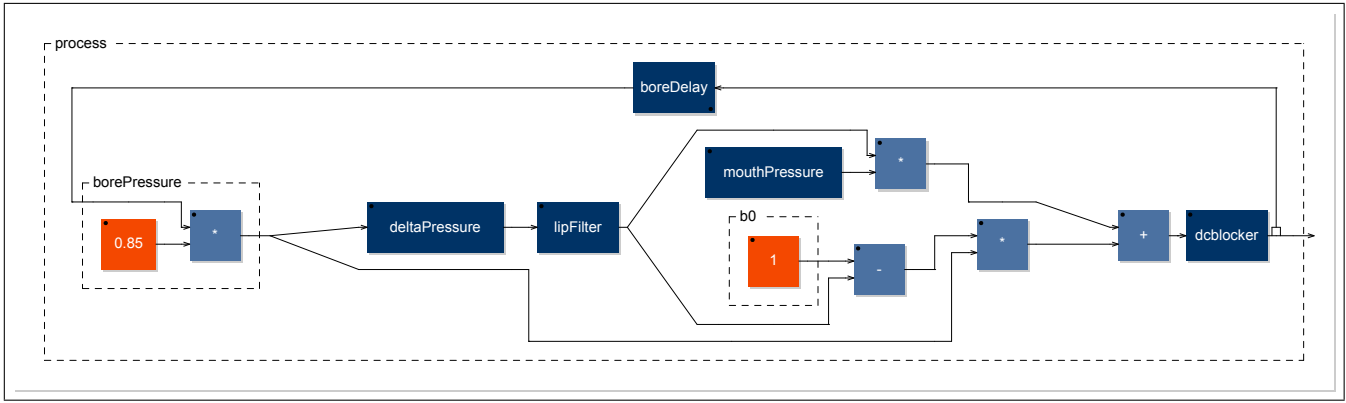 process
boreDelay
mouthPressure
*
borePressure
0.85
*
deltaPressure
lipFilter
b0
1
-
*
+
dcblocker